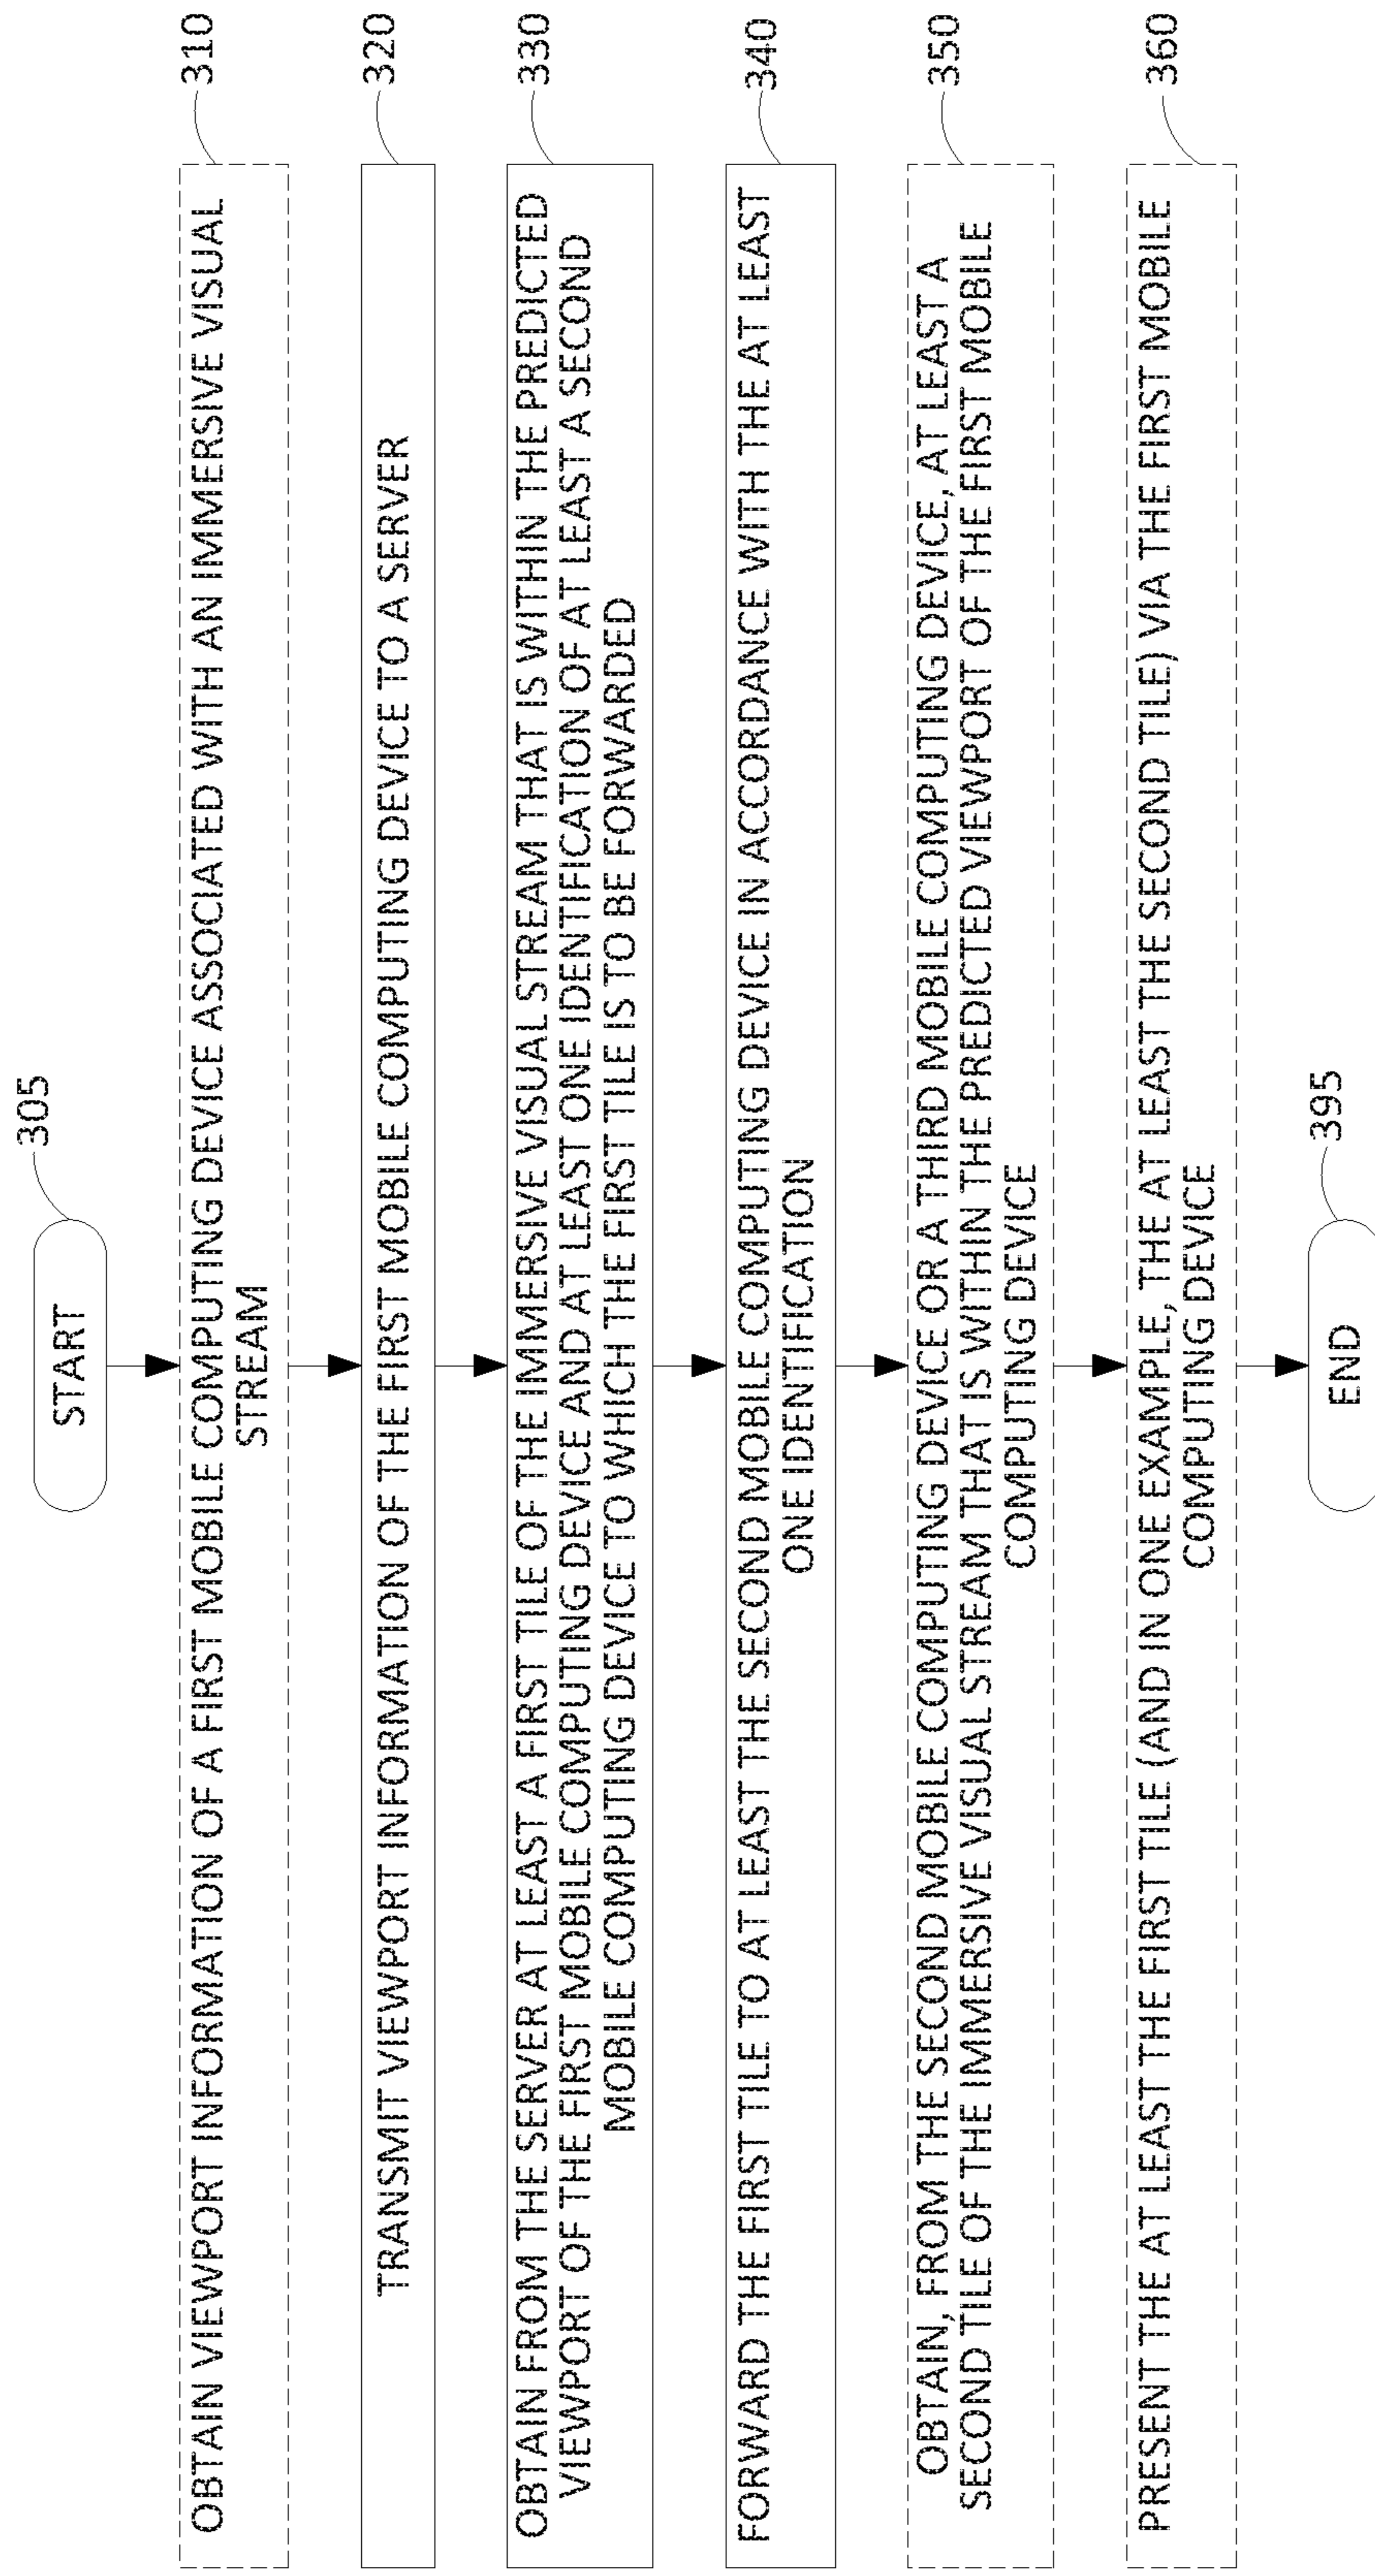 305
START
310
OBTAIN VIEWPORT INFORMATION OF A FIRST MOBILE COMPUTING DEVICE ASSOCIATED WITH AN IMMERSIVE VISUAL
STREAM
320
TRANSMIT VIEWPORT INFORMATION OF THE FIRST MOBILE COMPUTING DEVICE TO A SERVER
330
OBTAIN FROM THE SERVER AT LEAST A FIRST TILE OF THE IMMERSIVE VISUAL STREAM THAT IS WITHIN THE PREDICTED
VIEWPORT OF THE FIRST MOBILE COMPUTING DEVICE AND AT LEAST ONE IDENTIFICATION OF AT LEAST A SECOND
MOBILE COMPUTING DEVICE TO WHICH THE FIRST TILE IS TO BE FORWARDED
340
FORWARD THE FIRST TILE TO AT LEAST THE SECOND MOBILE COMPUTING DEVICE IN ACCORDANCE WITH THE AT LEAST
ONE IDENTIFICATION
350
OBTAIN, FROM THE SECOND MOBILE COMPUTING DEVICE OR A THIRD MOBILE COMPUTING DEVICE, AT LEAST A
SECOND TILE OF THE IMMERSIVE VISUAL STREAM THAT IS WITHIN THE PREDICTED VIEWPORT OF THE FIRST MOBILE
COMPUTING DEVICE
360
PRESENT THE AT LEAST THE FIRST TILE (AND IN ONE EXAMPLE, THE AT LEAST THE SECOND TILE) VIA THE FIRST MOBILE
COMPUTING DEVICE
395
END